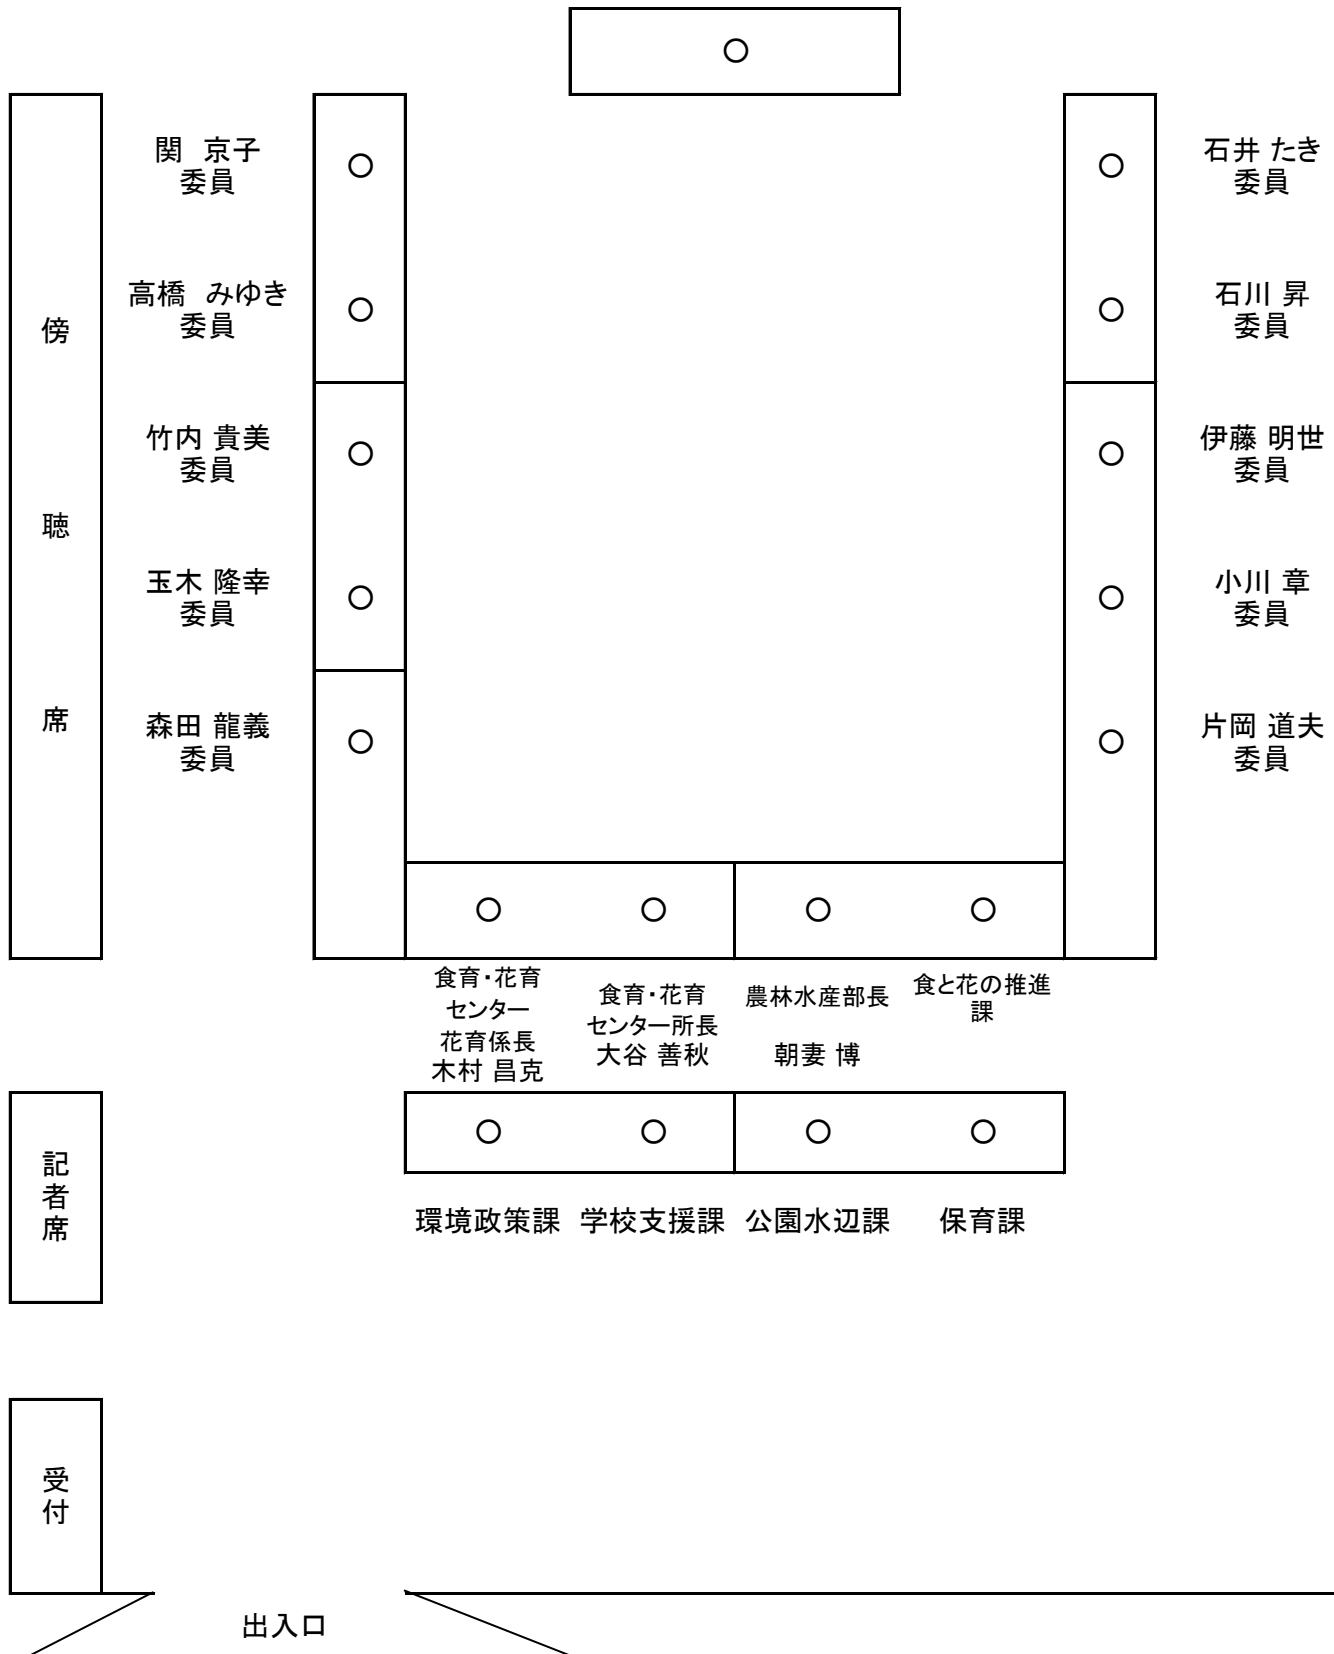 ○
関　京子
委員
○
○
石井 たき
委員
高橋　みゆき
委員
○
○
石川 昇
委員
傍
聴
席
竹内 貴美
委員
○
○
伊藤 明世
委員
玉木 隆幸
委員
○
○
小川 章
委員
森田 龍義
委員
○
○
片岡 道夫
委員
○ ○ ○ ○
食育・花育
センター
花育係長
木村 昌克
食育・花育
センター所長
大谷 善秋
農林水産部長
朝妻 博
食と花の推進
課
○ ○ ○ ○
環境政策課 学校支援課 公園水辺課 保育課
記
者
席
受
付
出入口